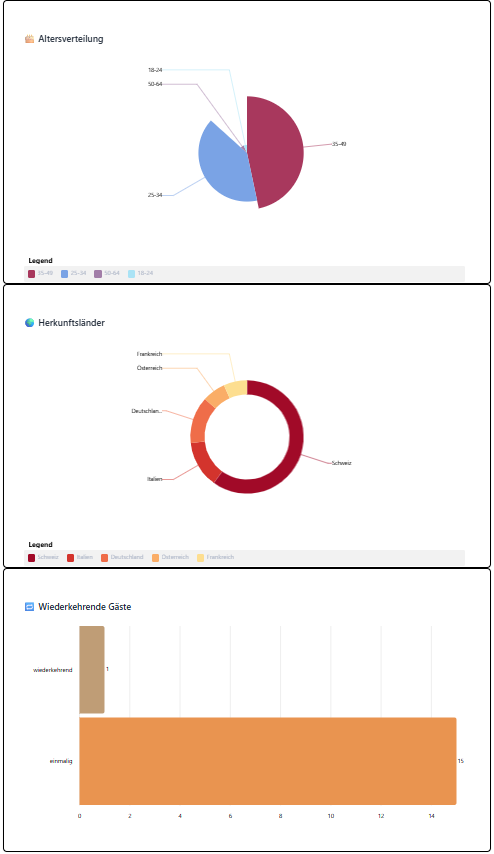 Altersverteilung
18-24
50-64
35-49
25-34
Legend
35-49 25-34 50-64 18-24
Herkunftsländer
Frankreich
Österreich
Deutschlan...
Schweiz
Italien
Legend
Schweiz Italien Deutschland Österreich Frankreich
Wiederkehrende Gäste
wiederkehrend 1
einmalig 15
0 2 4 6 8 10 12 14